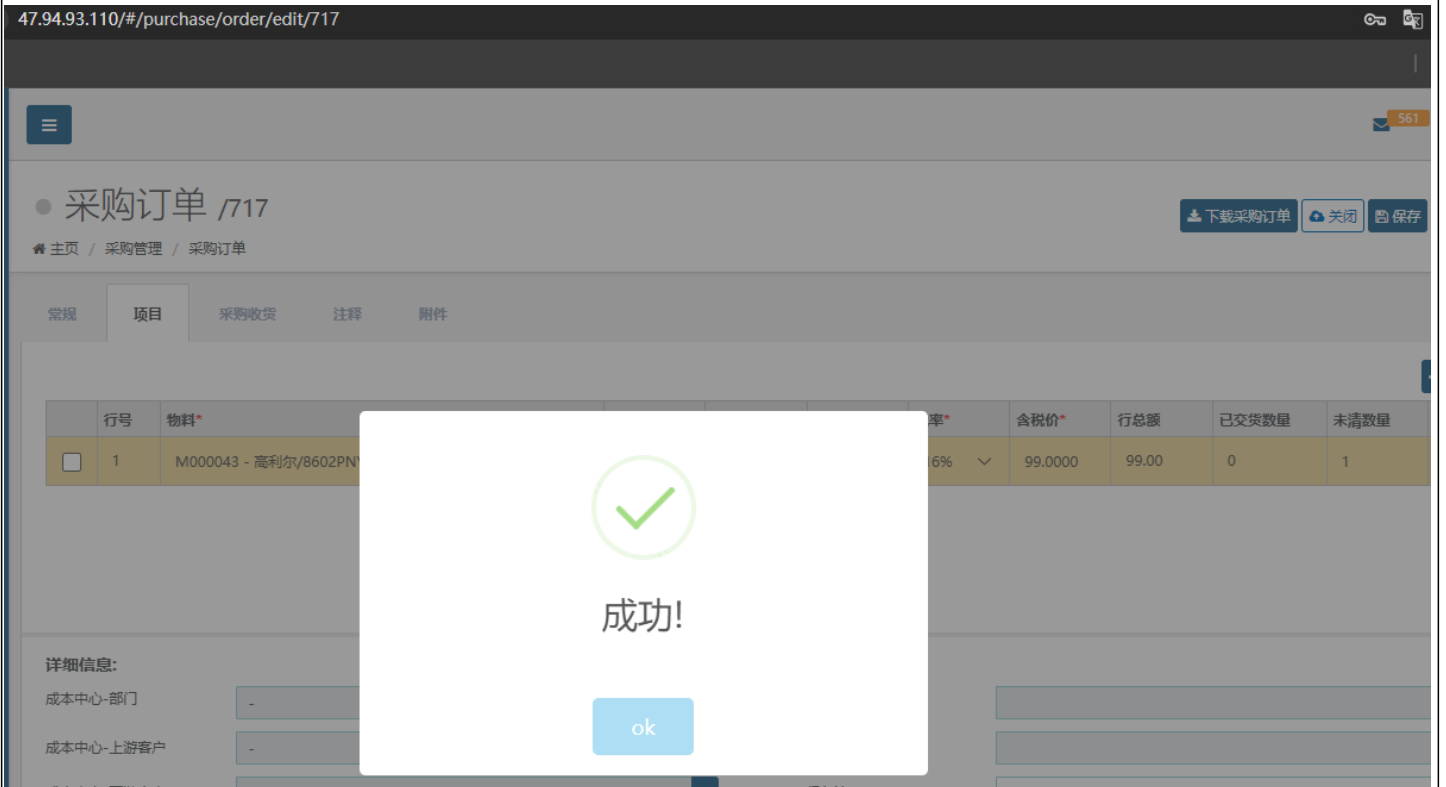 47.94.93.110/#/purchase/order/edit/717
561
采购订单 /717
下载采购订单 关闭 保存
主页 / 采购管理 / 采购订单
常规 项目 采购收货 注释 附件
行号 物料* 率* 含税价* 行总额 已交货数量 未清数量
1 M000043 - 高利尔/8602PN 16% 99.0000 99.00 0 1
成功!
ok
详细信息:
成本中心-部门 -
成本中心-上游客户 -